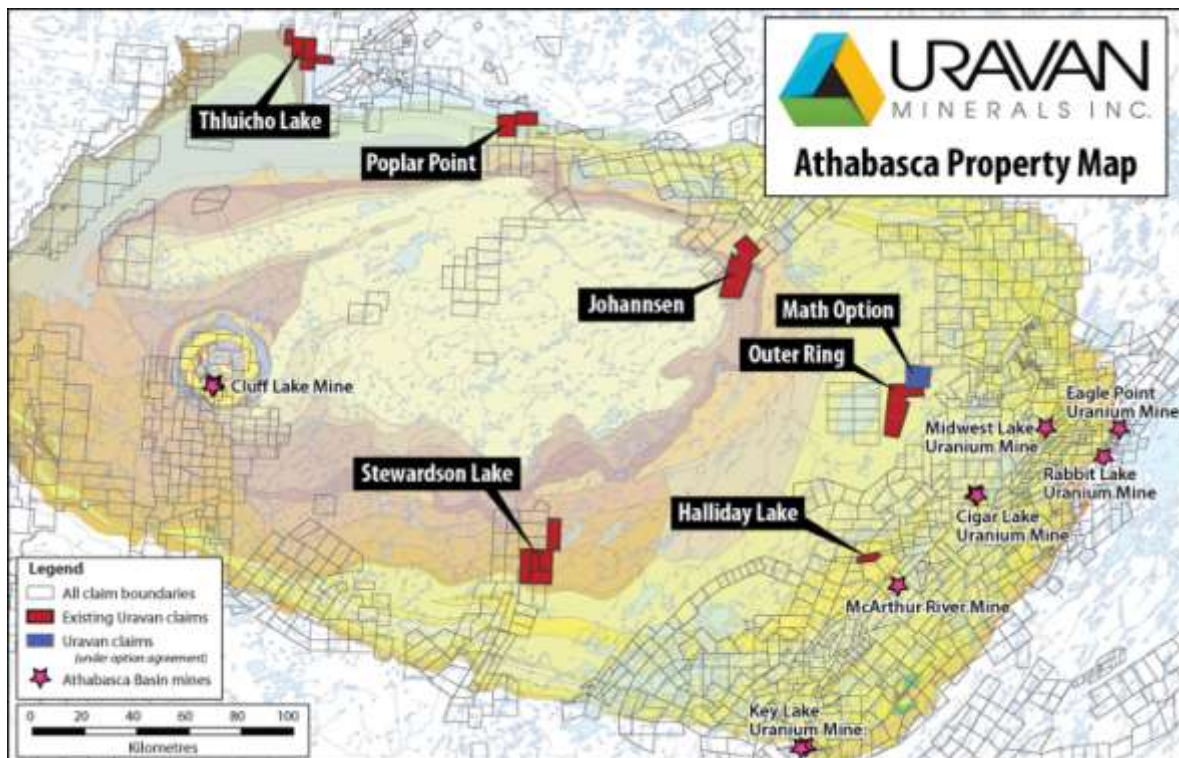 URAVAN
MINERALS INC.
Athabasca Property Map
Thluicho Lake
Poplar Point
Johannsen
Math Option
Outer Ring
Cluff Lake Mine
Eagle Point
Uranium Mine
Midwest Lake
Uranium Mine
Rabbit Lake
Uranium Mine
Stewardson Lake
Halliday Lake
Cigar Lake
Uranium Mine
McArthur River Mine
Key Lake
Uranium Mine
Legend
All claim boundaries
Existing Uravan claims
Uravan claims
(under option agreement)
Athabasca Basin mines
0 20 40 60 80 100
Kilometres